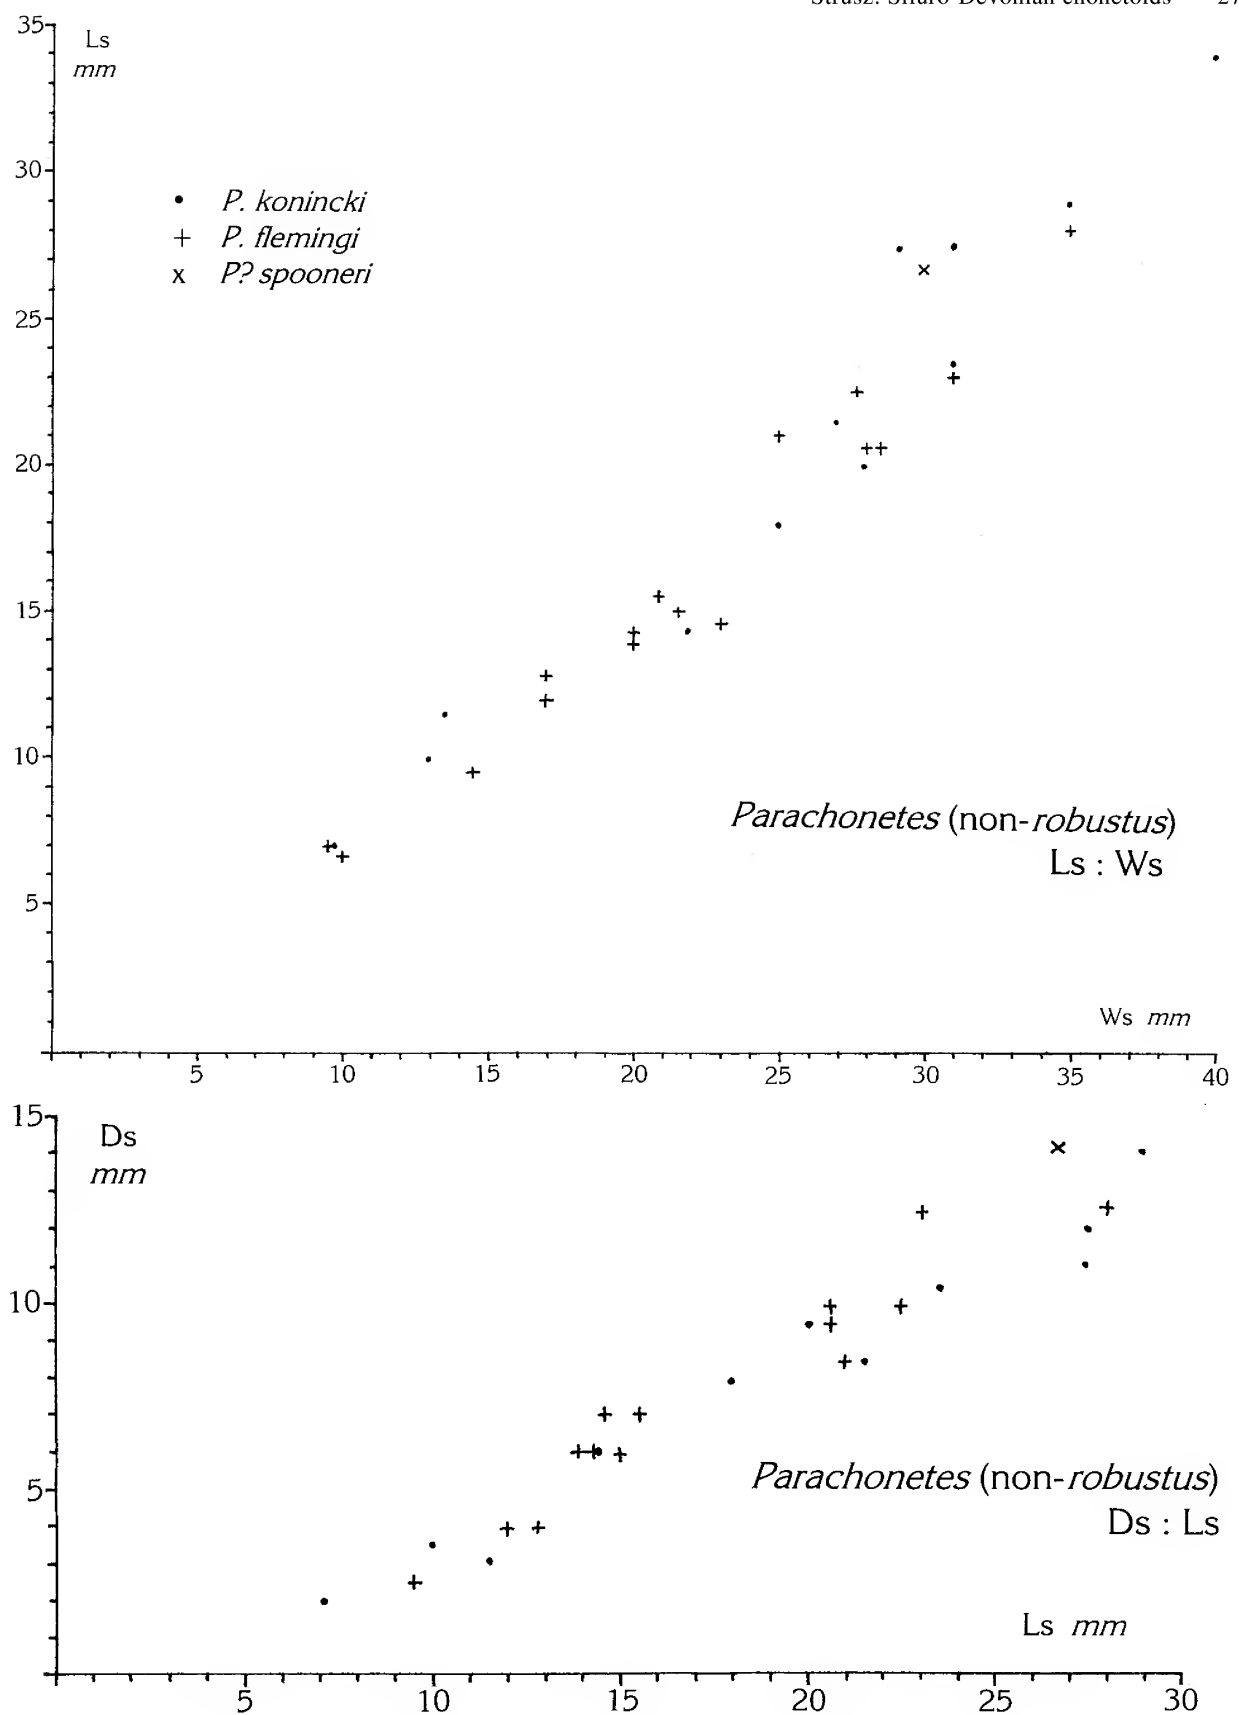 Strusz: Siluro-Devonian chonetoids 27
35
Ls
mm
30
• P. konincki
+ P. flemingi
x P? spooneri
25
20
15
10
Parachonetes (non-robustus)
Ls : Ws
5
Ws mm
5 10 15 20 25 30 35 40
15
Ds
mm
10
5
Parachonetes (non-robustus)
Ds : Ls
Ls mm
5 10 15 20 25 30